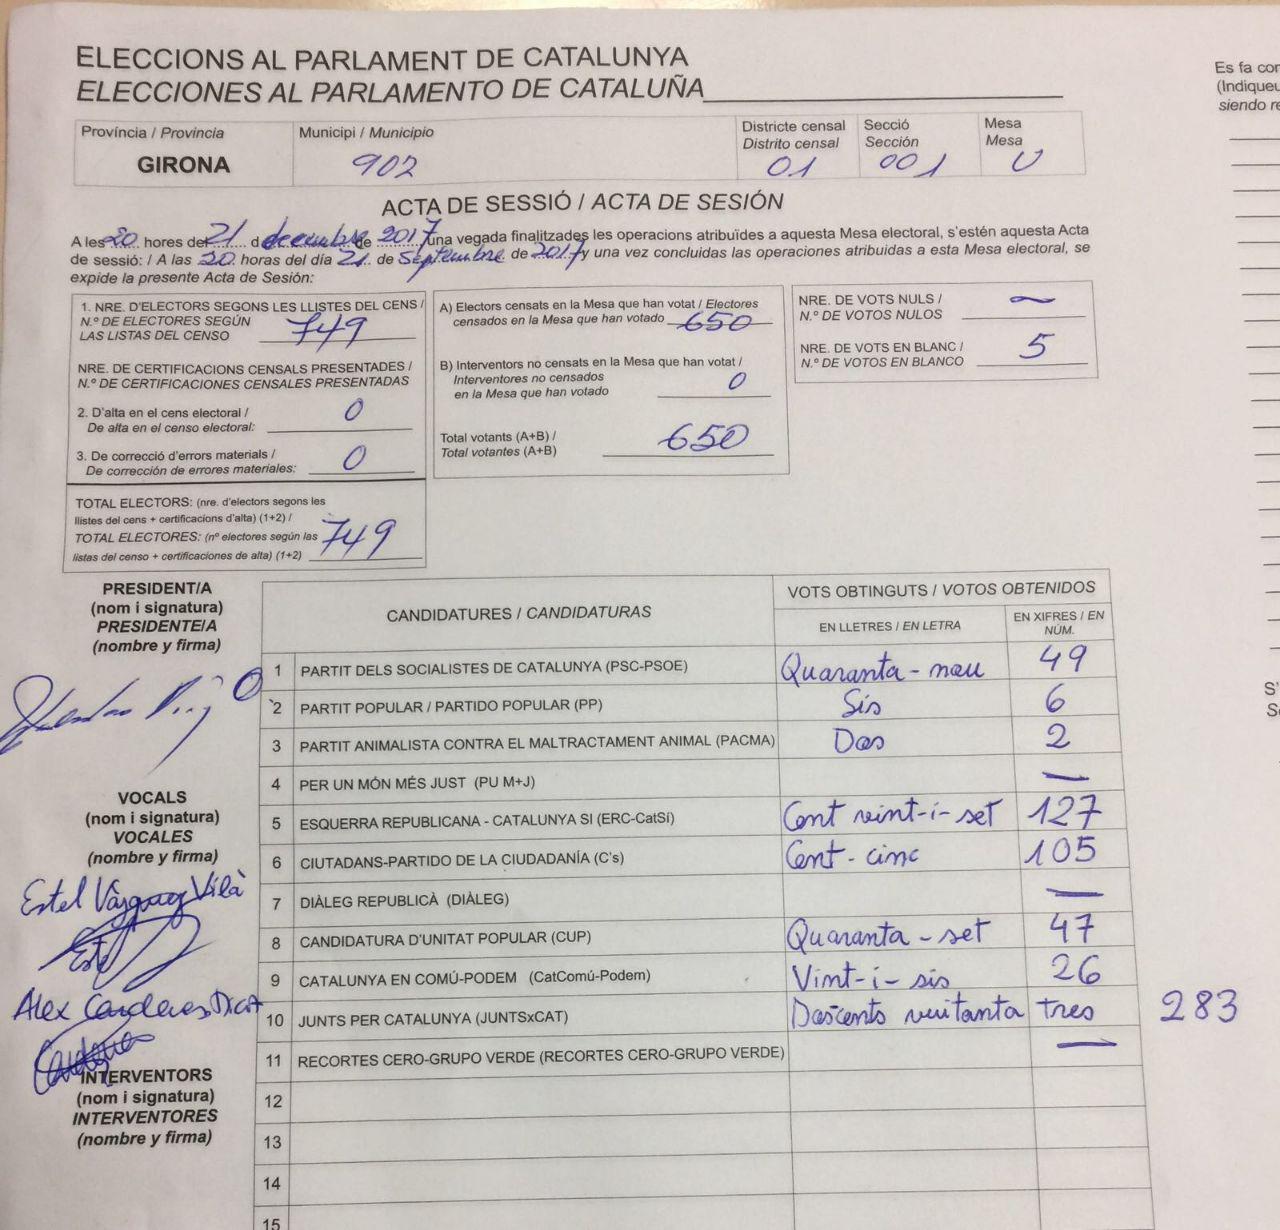 ELECCIONS AL PARLAMENT DE CATALUNYA
ELECCIONES AL PARLAMENTO DE CATALUÑA
Es fa cor
(Indiqueu
siendo re
Província / Provincia
GIRONA
Municipi / Municipio
902
Districte censal
Distrito censal
01
Secció
Sección
001
Mesa
Mesa
U
ACTA DE SESSIÓ / ACTA DE SESIÓN
A les 20 hores del 21 d decembre de 2017 una vegada finalitzades les operacions atribuïdes a aquesta Mesa electoral, s'estén aquesta Acta
de sessió: / A las 20 horas del día 21 de Septembre de 2017 y una vez concluidas las operaciones atribuidas a esta Mesa electoral, se
expide la presente Acta de Sesión:
1. NRE. D'ELECTORS SEGONS LES LLISTES DEL CENS /
N.º DE ELECTORES SEGÚN
LAS LISTAS DEL CENSO 749
NRE. DE CERTIFICACIONS CENSALS PRESENTADES /
N.º DE CERTIFICACIONES CENSALES PRESENTADAS
2. D'alta en el cens electoral /
De alta en el censo electoral: 0
3. De correcció d'errors materials /
De corrección de errores materiales: 0
TOTAL ELECTORS: (nre. d'electors segons les
llistes del cens + certificacions d'alta) (1+2) /
TOTAL ELECTORES: (nº electores según las
listas del censo + certificaciones de alta) (1+2) 749
A) Electors censats en la Mesa que han votat / Electores
censados en la Mesa que han votado 650
B) Interventors no censats en la Mesa que han votat /
Interventores no censados
en la Mesa que han votado 0
Total votants (A+B) /
Total votantes (A+B) 650
NRE. DE VOTS NULS /
N.º DE VOTOS NULOS —
NRE. DE VOTS EN BLANC /
N.º DE VOTOS EN BLANCO 5
PRESIDENT/A
(nom i signatura)
PRESIDENTE/A
(nombre y firma)
VOCALS
(nom i signatura)
VOCALES
(nombre y firma)
Estel Vázquez Vilà
Alex
INTERVENTORS
(nom i signatura)
INTERVENTORES
(nombre y firma)
CANDIDATURES / CANDIDATURAS
VOTS OBTINGUTS / VOTOS OBTENIDOS
EN LLETRES / EN LETRA
EN XIFRES / EN NÚM.
1 PARTIT DELS SOCIALISTES DE CATALUNYA (PSC-PSOE) Quaranta-nou 49
2 PARTIT POPULAR / PARTIDO POPULAR (PP) Sis 6
3 PARTIT ANIMALISTA CONTRA EL MALTRACTAMENT ANIMAL (PACMA) Dos 2
4 PER UN MÓN MÉS JUST (PU M+J) —
5 ESQUERRA REPUBLICANA - CATALUNYA SI (ERC-CatSí) Cent vint-i-set 127
6 CIUTADANS-PARTIDO DE LA CIUDADANÍA (C's) Cent-cinc 105
7 DIÀLEG REPUBLICÀ (DIÀLEG) —
8 CANDIDATURA D'UNITAT POPULAR (CUP) Quaranta-set 47
9 CATALUNYA EN COMÚ-PODEM (CatComú-Podem) Vint-i-sis 26
10 JUNTS PER CATALUNYA (JUNTSxCAT) Doscents vuitanta tres 283
11 RECORTES CERO-GRUPO VERDE (RECORTES CERO-GRUPO VERDE) —
12
13
14
15
S'
Se